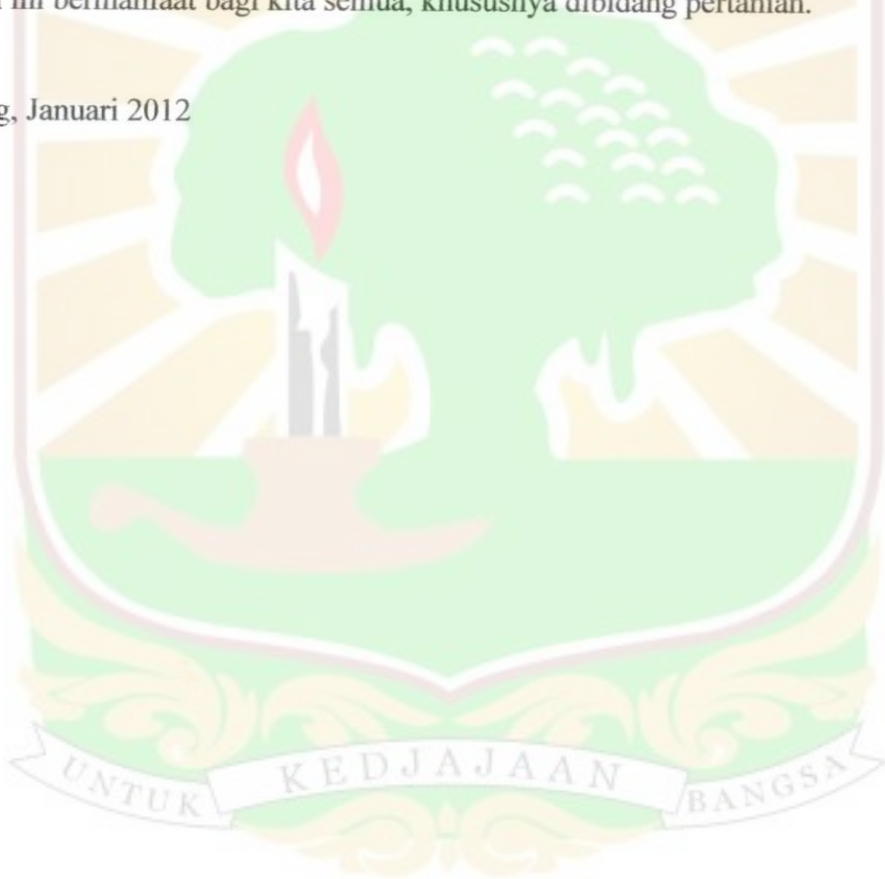 ini bermanfaat bagi kita semua, khususnya dibidang pertanian.
g, Januari 2012
UNTUK KEDJAJAAN BANGSA